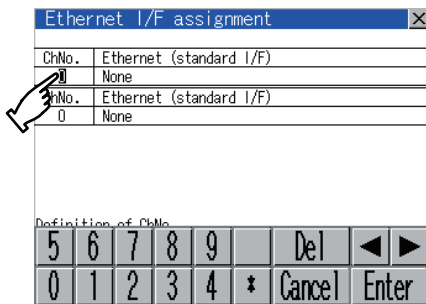 Ethernet I/F assignment ×
ChNo. Ethernet (standard I/F)
0 None
ChNo. Ethernet (standard I/F)
0 None
Definition of ChNo
5 6 7 8 9 Del ◀ ▶
0 1 2 3 4 * Cancel Enter